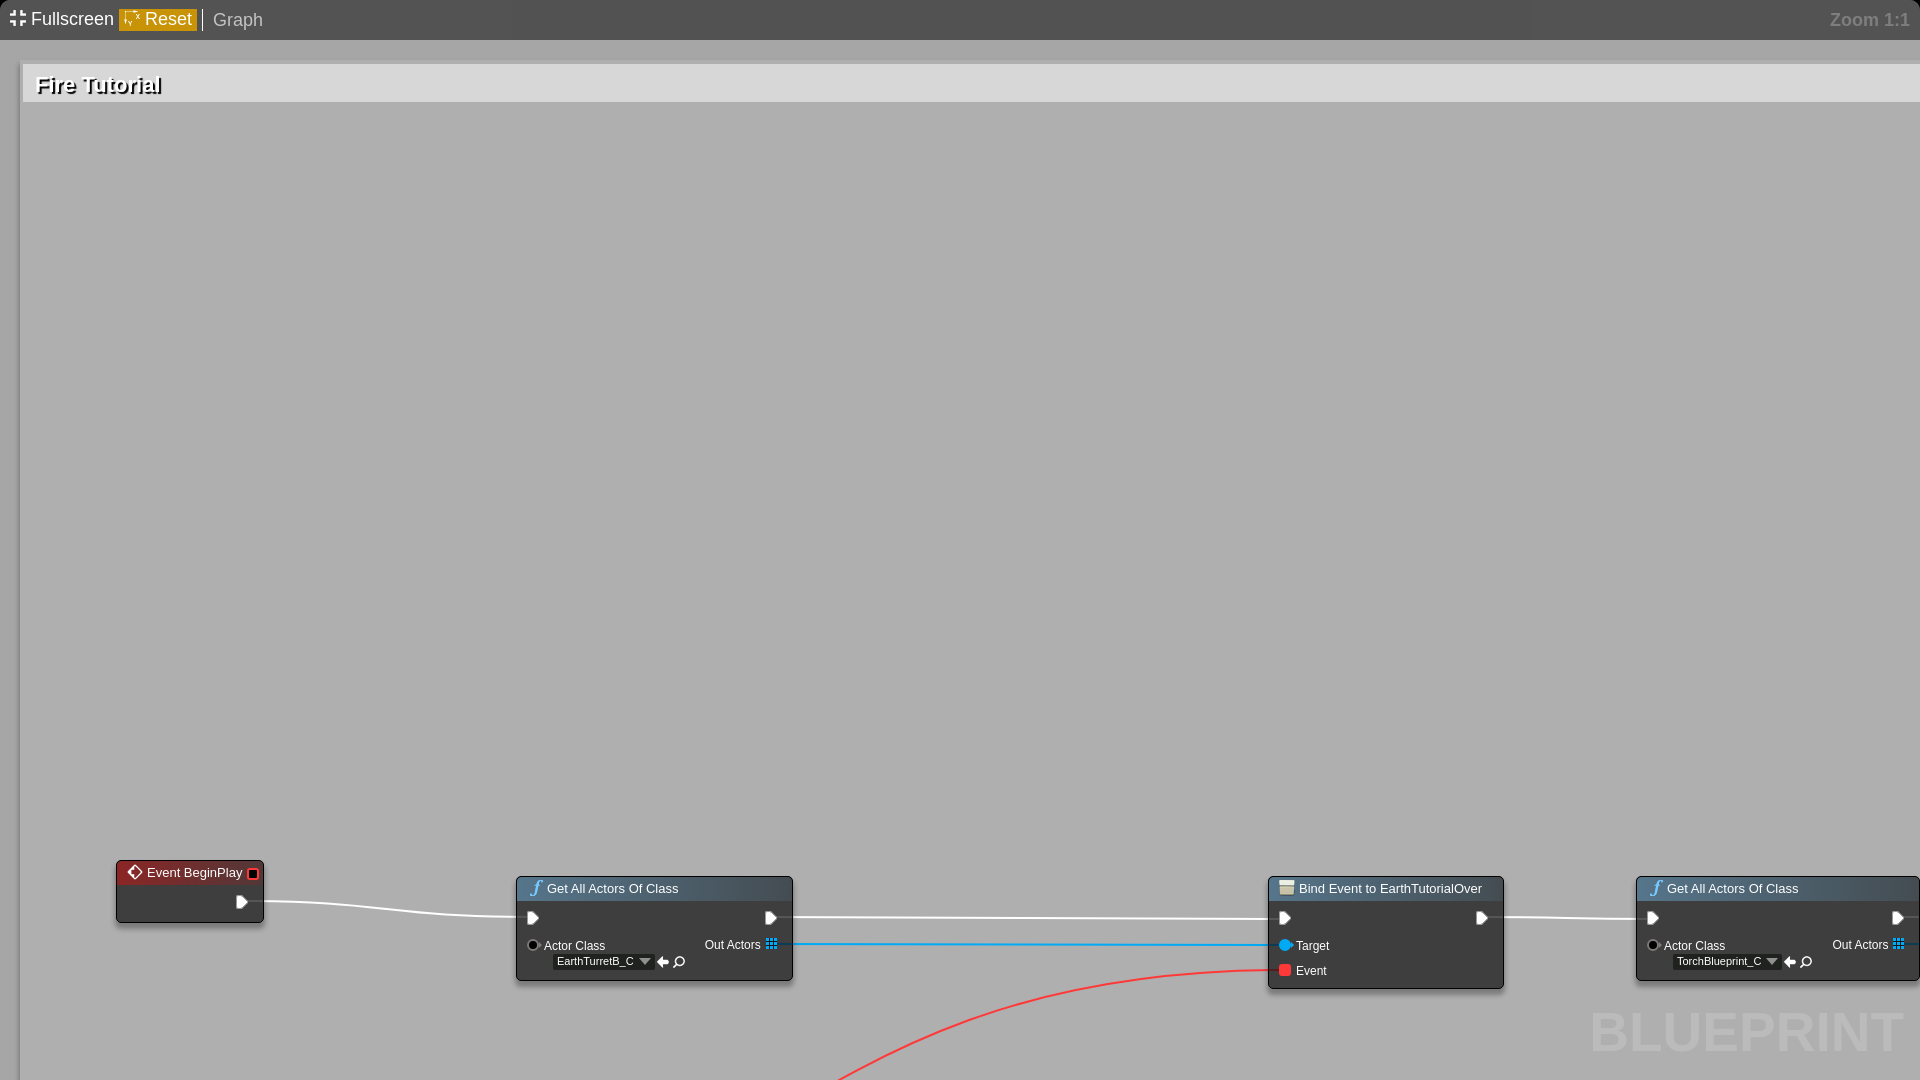 Fullscreen Reset Graph Zoom 1:1
Fire Tutorial
Event BeginPlay
Get All Actors Of Class
Actor Class Out Actors
EarthTurretB_C
Bind Event to EarthTutorialOver
Target
Event
Get All Actors Of Class
Actor Class Out Actors
TorchBlueprint_C
BLUEPRINT